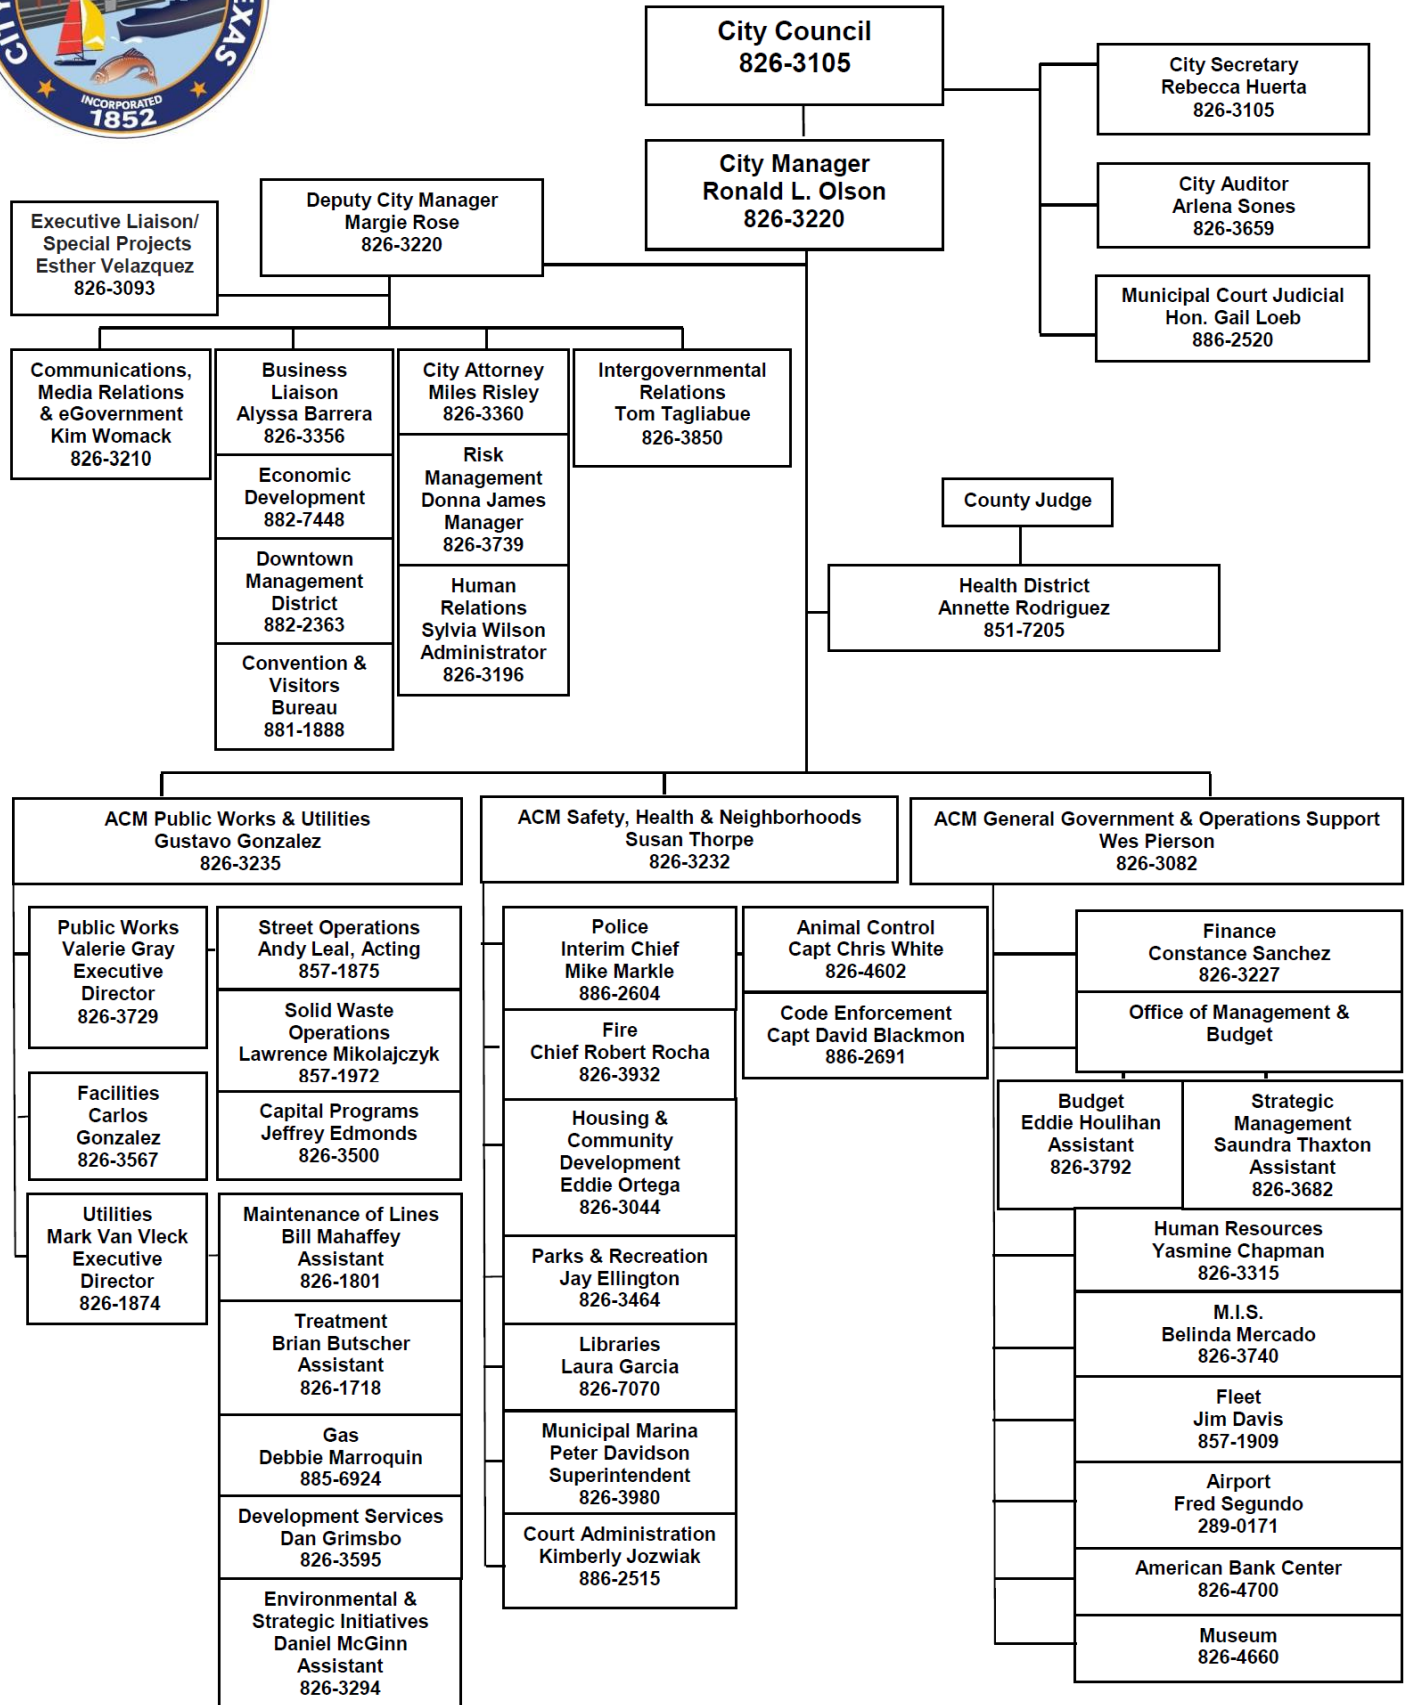 CITY
TEXAS
INCORPORATED
1852
City Council
826-3105
City Secretary
Rebecca Huerta
826-3105
City Manager
Ronald L. Olson
826-3220
City Auditor
Arlena Sones
826-3659
Municipal Court Judicial
Hon. Gail Loeb
886-2520
Deputy City Manager
Margie Rose
826-3220
Executive Liaison/
Special Projects
Esther Velazquez
826-3093
Communications,
Media Relations
& eGovernment
Kim Womack
826-3210
Business
Liaison
Alyssa Barrera
826-3356
Economic
Development
882-7448
Downtown
Management
District
882-2363
Convention &
Visitors
Bureau
881-1888
City Attorney
Miles Risley
826-3360
Risk
Management
Donna James
Manager
826-3739
Human
Relations
Sylvia Wilson
Administrator
826-3196
Intergovernmental
Relations
Tom Tagliabue
826-3850
County Judge
Health District
Annette Rodriguez
851-7205
ACM Public Works & Utilities
Gustavo Gonzalez
826-3235
Public Works
Valerie Gray
Executive
Director
826-3729
Facilities
Carlos
Gonzalez
826-3567
Utilities
Mark Van Vleck
Executive
Director
826-1874
Street Operations
Andy Leal, Acting
857-1875
Solid Waste
Operations
Lawrence Mikolajczyk
857-1972
Capital Programs
Jeffrey Edmonds
826-3500
Maintenance of Lines
Bill Mahaffey
Assistant
826-1801
Treatment
Brian Butscher
Assistant
826-1718
Gas
Debbie Marroquin
885-6924
Development Services
Dan Grimsbo
826-3595
Environmental &
Strategic Initiatives
Daniel McGinn
Assistant
826-3294
ACM Safety, Health & Neighborhoods
Susan Thorpe
826-3232
Police
Interim Chief
Mike Markle
886-2604
Fire
Chief Robert Rocha
826-3932
Housing &
Community
Development
Eddie Ortega
826-3044
Parks & Recreation
Jay Ellington
826-3464
Libraries
Laura Garcia
826-7070
Municipal Marina
Peter Davidson
Superintendent
826-3980
Court Administration
Kimberly Jozwiak
886-2515
Animal Control
Capt Chris White
826-4602
Code Enforcement
Capt David Blackmon
886-2691
ACM General Government & Operations Support
Wes Pierson
826-3082
Finance
Constance Sanchez
826-3227
Office of Management &
Budget
Budget
Eddie Houlihan
Assistant
826-3792
Strategic
Management
Saundra Thaxton
Assistant
826-3682
Human Resources
Yasmine Chapman
826-3315
M.I.S.
Belinda Mercado
826-3740
Fleet
Jim Davis
857-1909
Airport
Fred Segundo
289-0171
American Bank Center
826-4700
Museum
826-4660